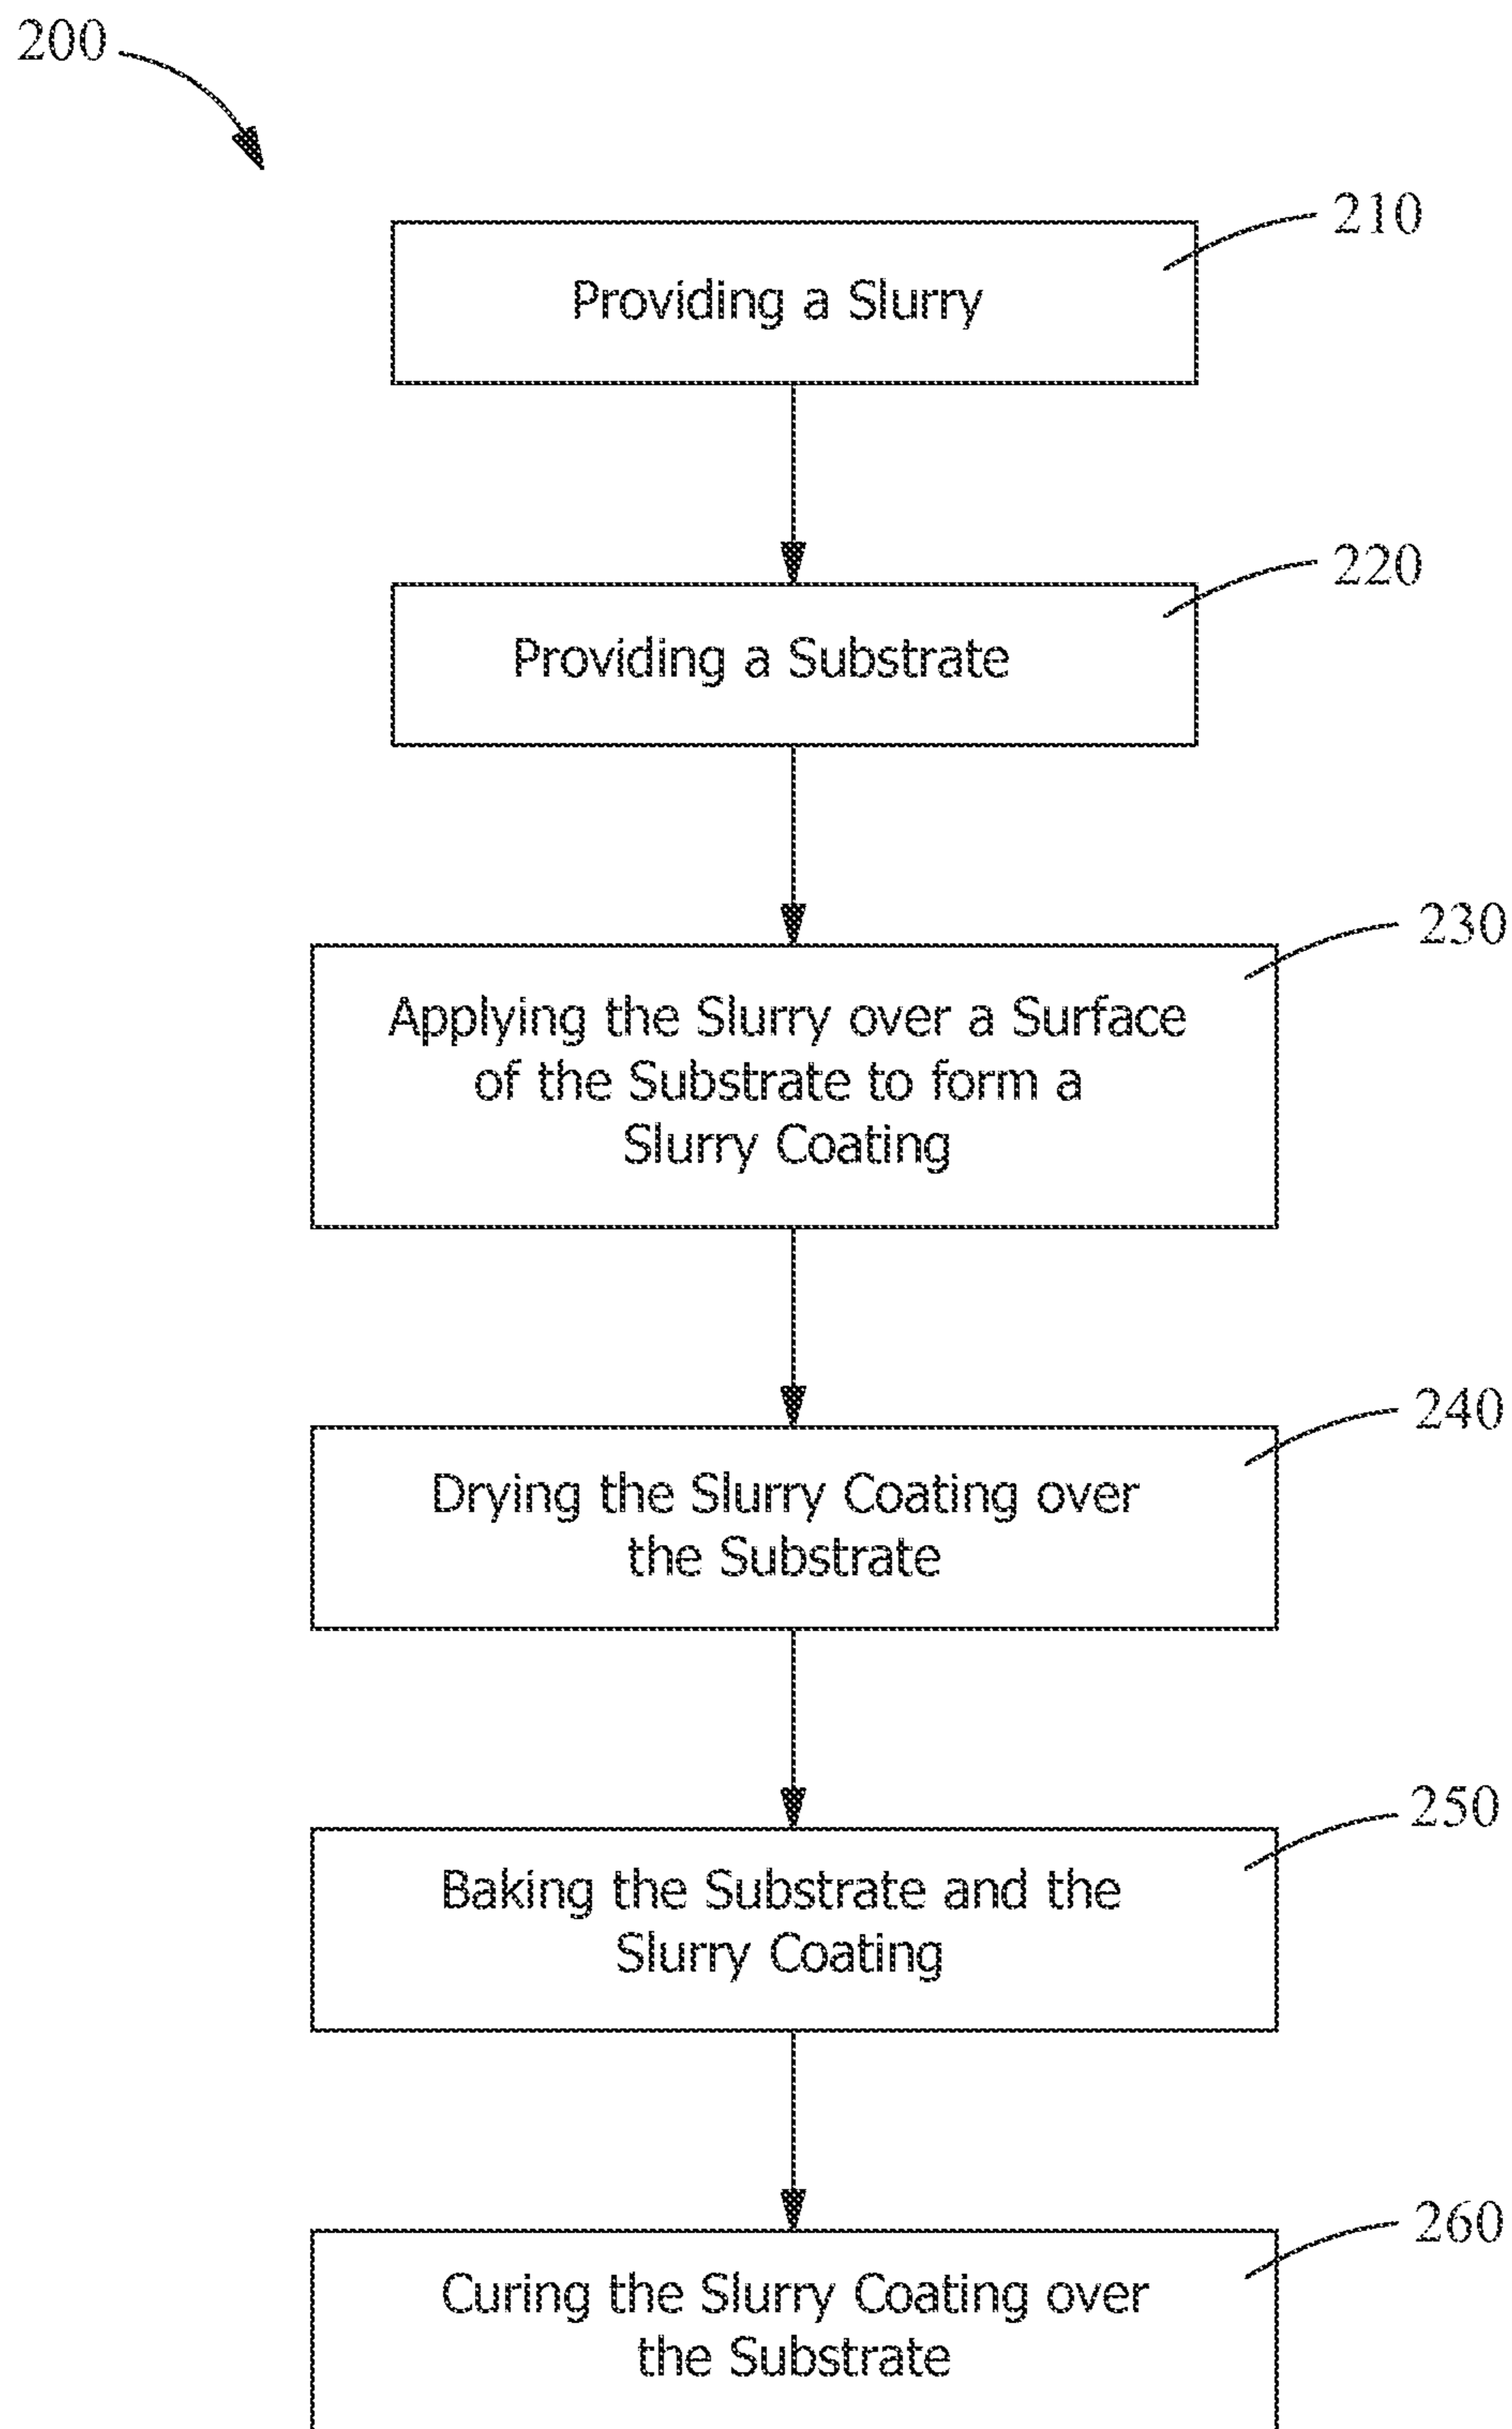 200
210
Providing a Slurry
220
Providing a Substrate
230
Applying the Slurry over a Surface
of the Substrate to form a
Slurry Coating
240
Drying the Slurry Coating over
the Substrate
250
Baking the Substrate and the
Slurry Coating
260
Curing the Slurry Coating over
the Substrate